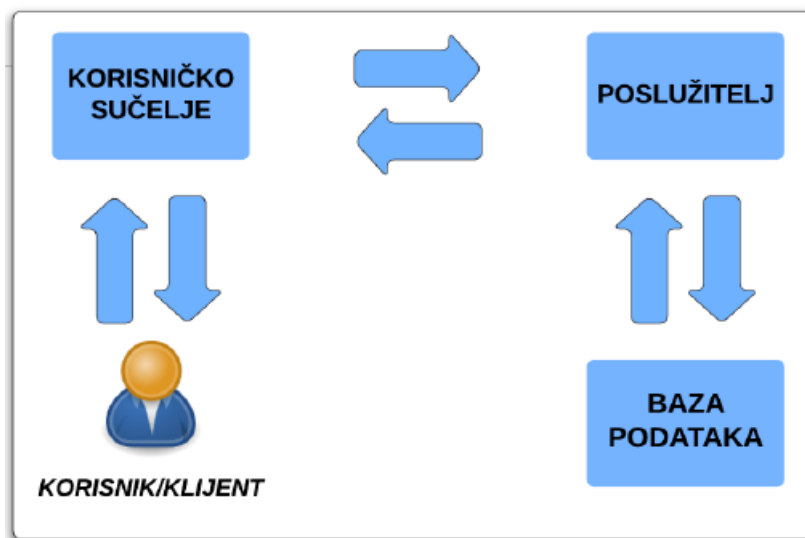 KORISNIČKO
SUČELJE
POSLUŽITELJ
KORISNIK/KLIJENT
BAZA
PODATAKA